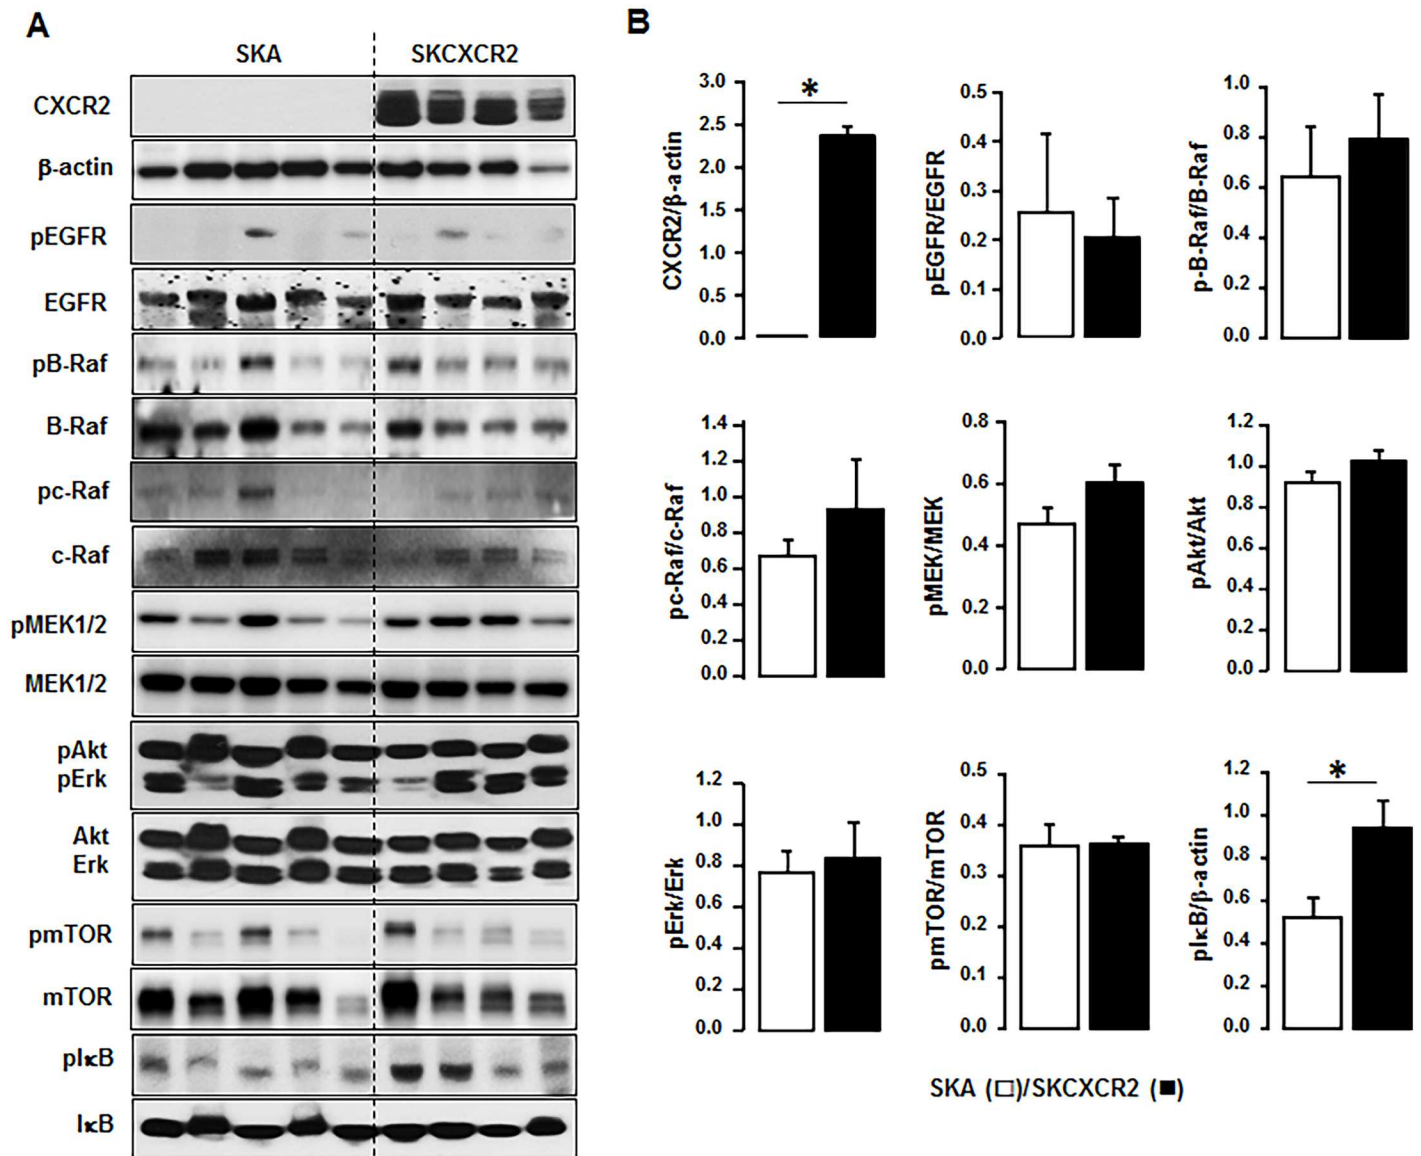 A
SKA SKCXCR2
CXCR2
β-actin
pEGFR
EGFR
pB-Raf
B-Raf
pc-Raf
c-Raf
pMEK1/2
MEK1/2
pAkt
pErk
Akt
Erk
pmTOR
mTOR
pIκB
IκB
B
CXCR2/β-actin
3.0
2.5
2.0
1.5
1.0
0.5
0.0
*
pEGFR/EGFR
0.5
0.4
0.3
0.2
0.1
0.0
p-B-Raf/B-Raf
1.0
0.8
0.6
0.4
0.2
0.0
pc-Raf/c-Raf
1.4
1.2
1.0
0.8
0.6
0.4
0.2
0.0
pMEK/MEK
0.8
0.6
0.4
0.2
0.0
pAkt/Akt
1.2
1.0
0.8
0.6
0.4
0.2
0.0
pErk/Erk
1.2
1.0
0.8
0.6
0.4
0.2
0.0
pmTOR/mTOR
0.5
0.4
0.3
0.2
0.1
0.0
pIκB/β-actin
1.2
1.0
0.8
0.6
0.4
0.2
0.0
*
SKA (□)/SKCXCR2 (■)